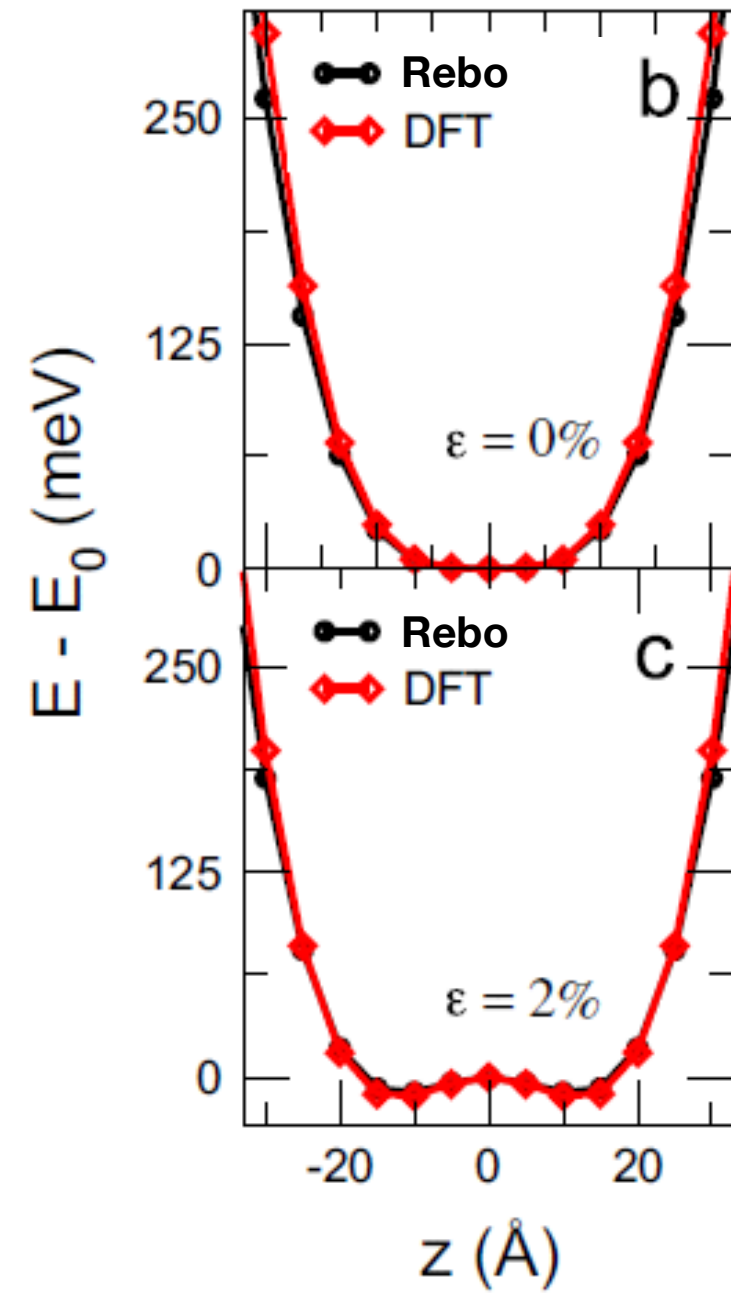 E - E0 (meV)
b
Rebo
DFT
250
125
0
ε = 0%
c
Rebo
DFT
250
125
0
ε = 2%
-20 0 20
z (Å)